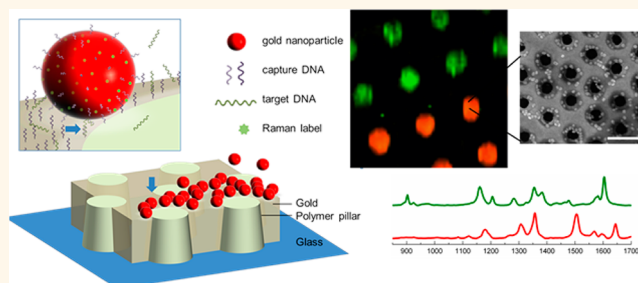 gold nanoparticle
capture DNA
target DNA
Raman label
Gold
Polymer pillar
Glass
900 1000 1100 1200 1300 1400 1500 1600 1700